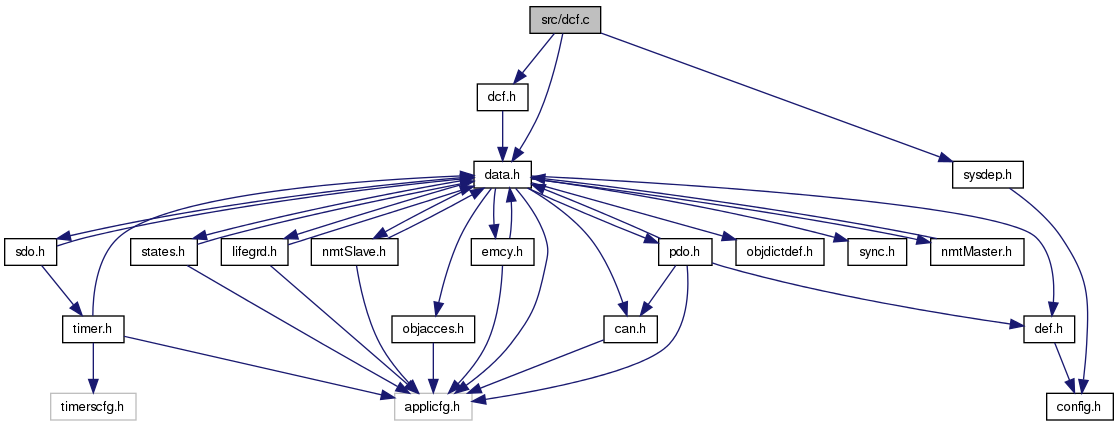 src/dcf.c
dcf.h
data.h
sysdep.h
sdo.h
states.h
lifegrd.h
nmtSlave.h
emcy.h
pdo.h
objdictdef.h
sync.h
nmtMaster.h
timer.h
objacces.h
can.h
def.h
timerscfg.h
applicfg.h
config.h